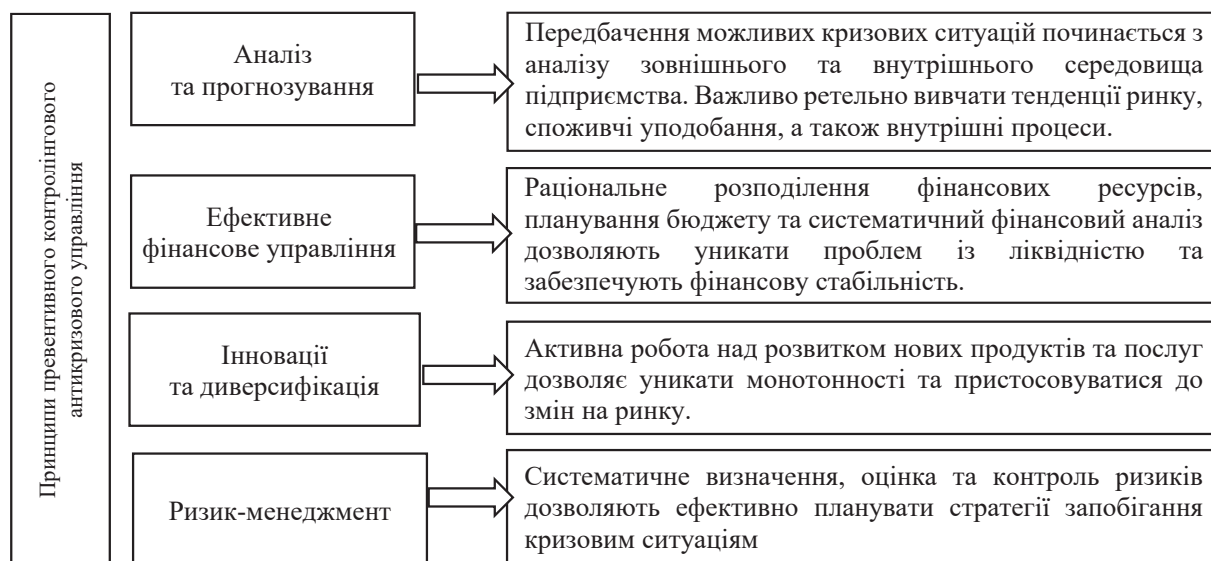 Принципи превентивного контролінгового
антикризового управління
Аналіз
та прогнозування
Передбачення можливих кризових ситуацій починається з
аналізу зовнішнього та внутрішнього середовища
підприємства. Важливо ретельно вивчати тенденції ринку,
споживчі уподобання, а також внутрішні процеси.
Ефективне
фінансове управління
Раціональне розподілення фінансових ресурсів,
планування бюджету та систематичний фінансовий аналіз
дозволяють уникати проблем із ліквідністю та
забезпечують фінансову стабільність.
Інновації
та диверсифікація
Активна робота над розвитком нових продуктів та послуг
дозволяє уникати монотонності та пристосовуватися до
змін на ринку.
Ризик-менеджмент
Систематичне визначення, оцінка та контроль ризиків
дозволяють ефективно планувати стратегії запобігання
кризовим ситуаціям